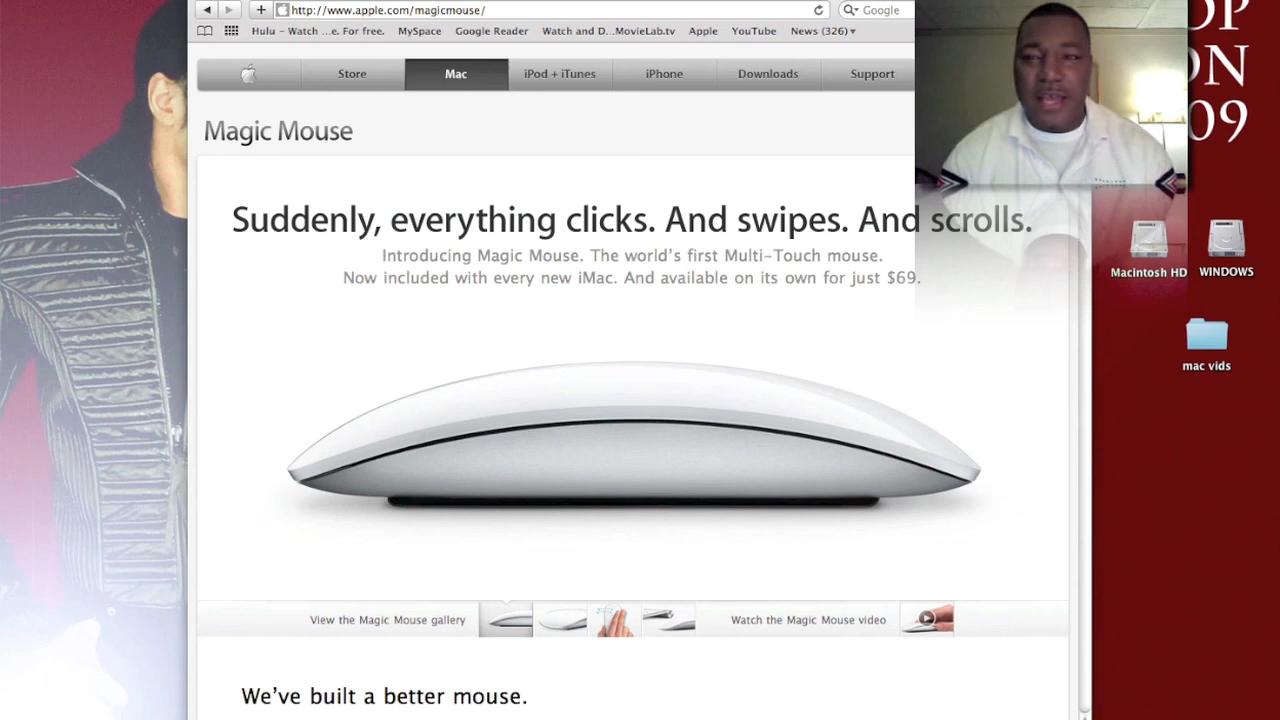 http://www.apple.com/magicmouse/
Google
Hulu - Watch ...e. For free.
MySpace
Google Reader
Watch and D...MovieLab.tv
Apple
YouTube
News (326)
Store
Mac
iPod + iTunes
iPhone
Downloads
Support
OP
ON
09
Magic Mouse
Suddenly, everything clicks. And swipes. And scrolls.
Introducing Magic Mouse. The world's first Multi-Touch mouse.
Now included with every new iMac. And available on its own for just $69.
Macintosh HD
WINDOWS
mac vids
View the Magic Mouse gallery
Watch the Magic Mouse video
We've built a better mouse.